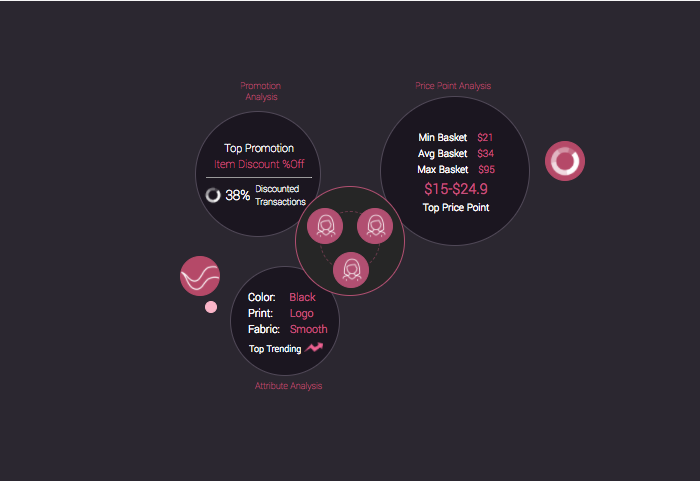 Promotion
Analysis
Top Promotion
Item Discount %Off
38% Discounted
Transactions
Price Point Analysis
Min Basket $21
Avg Basket $34
Max Basket $95
$15-$24.9
Top Price Point
Color: Black
Print: Logo
Fabric: Smooth
Top Trending
Attribute Analysis